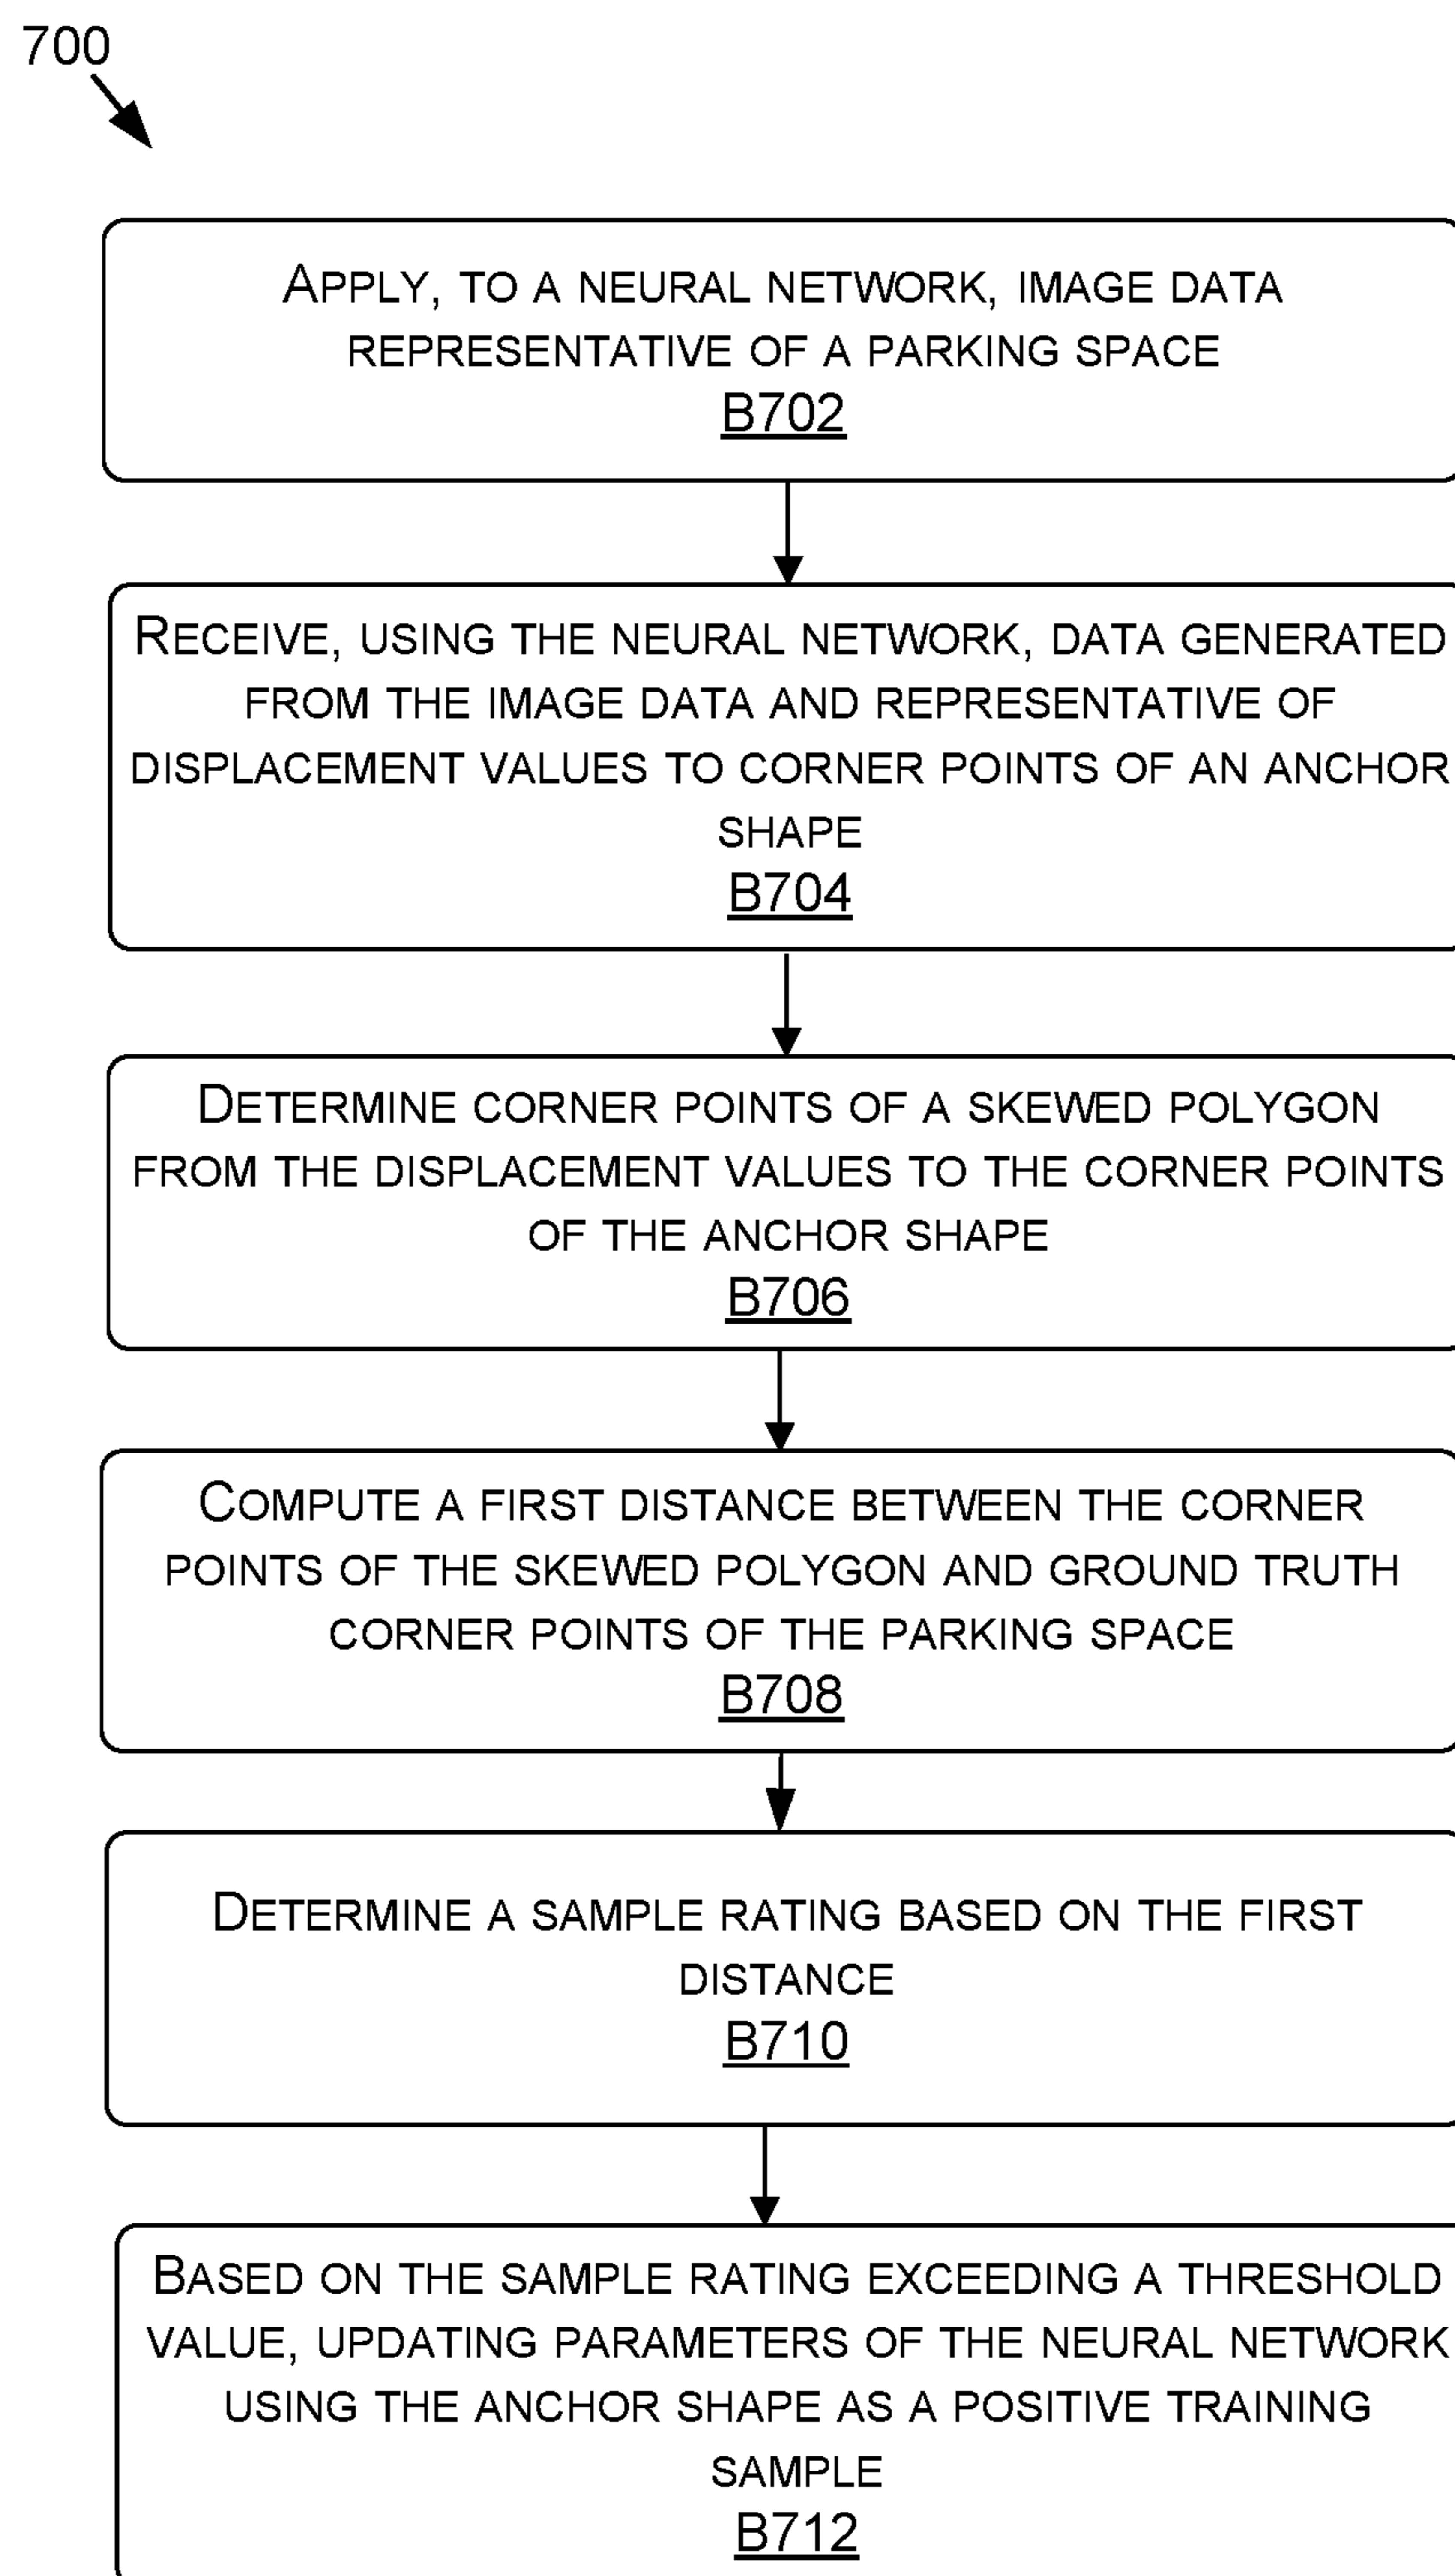 700
APPLY, TO A NEURAL NETWORK, IMAGE DATA
REPRESENTATIVE OF A PARKING SPACE
B702
RECEIVE, USING THE NEURAL NETWORK, DATA GENERATED
FROM THE IMAGE DATA AND REPRESENTATIVE OF
DISPLACEMENT VALUES TO CORNER POINTS OF AN ANCHOR
SHAPE
B704
DETERMINE CORNER POINTS OF A SKEWED POLYGON
FROM THE DISPLACEMENT VALUES TO THE CORNER POINTS
OF THE ANCHOR SHAPE
B706
COMPUTE A FIRST DISTANCE BETWEEN THE CORNER
POINTS OF THE SKEWED POLYGON AND GROUND TRUTH
CORNER POINTS OF THE PARKING SPACE
B708
DETERMINE A SAMPLE RATING BASED ON THE FIRST
DISTANCE
B710
BASED ON THE SAMPLE RATING EXCEEDING A THRESHOLD
VALUE, UPDATING PARAMETERS OF THE NEURAL NETWORK
USING THE ANCHOR SHAPE AS A POSITIVE TRAINING
SAMPLE
B712